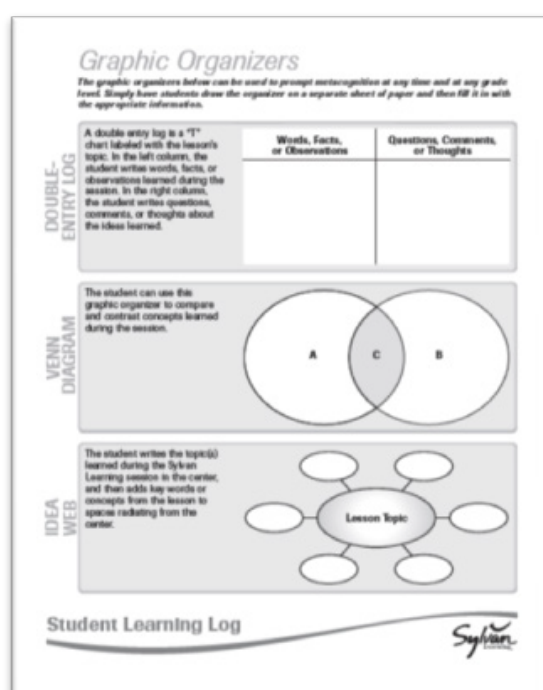 Graphic Organizers
The graphic organizers below can be used to prompt metacognition at any time and at any grade
level. Simply have students draw the organizer on a separate sheet of paper and then fill it in with
the appropriate information.
DOUBLE-
ENTRY LOG
A double entry log is a "T"
chart labeled with the lesson's
topic. In the left column, the
student writes words, facts, or
observations learned during the
session. In the right column,
the student writes questions,
comments, or thoughts about
the ideas learned.
Words, Facts,
or Observations
Questions, Comments,
or Thoughts
VENN
DIAGRAM
The student can use this
graphic organizer to compare
and contrast concepts learned
during the session.
A
C
B
IDEA
WEB
The student writes the topic(s)
learned during the Sylvan
Learning session in the center,
and then adds key words or
concepts from the lesson to
spaces radiating from the
center.
Lesson Topic
Student Learning Log
Sylvan